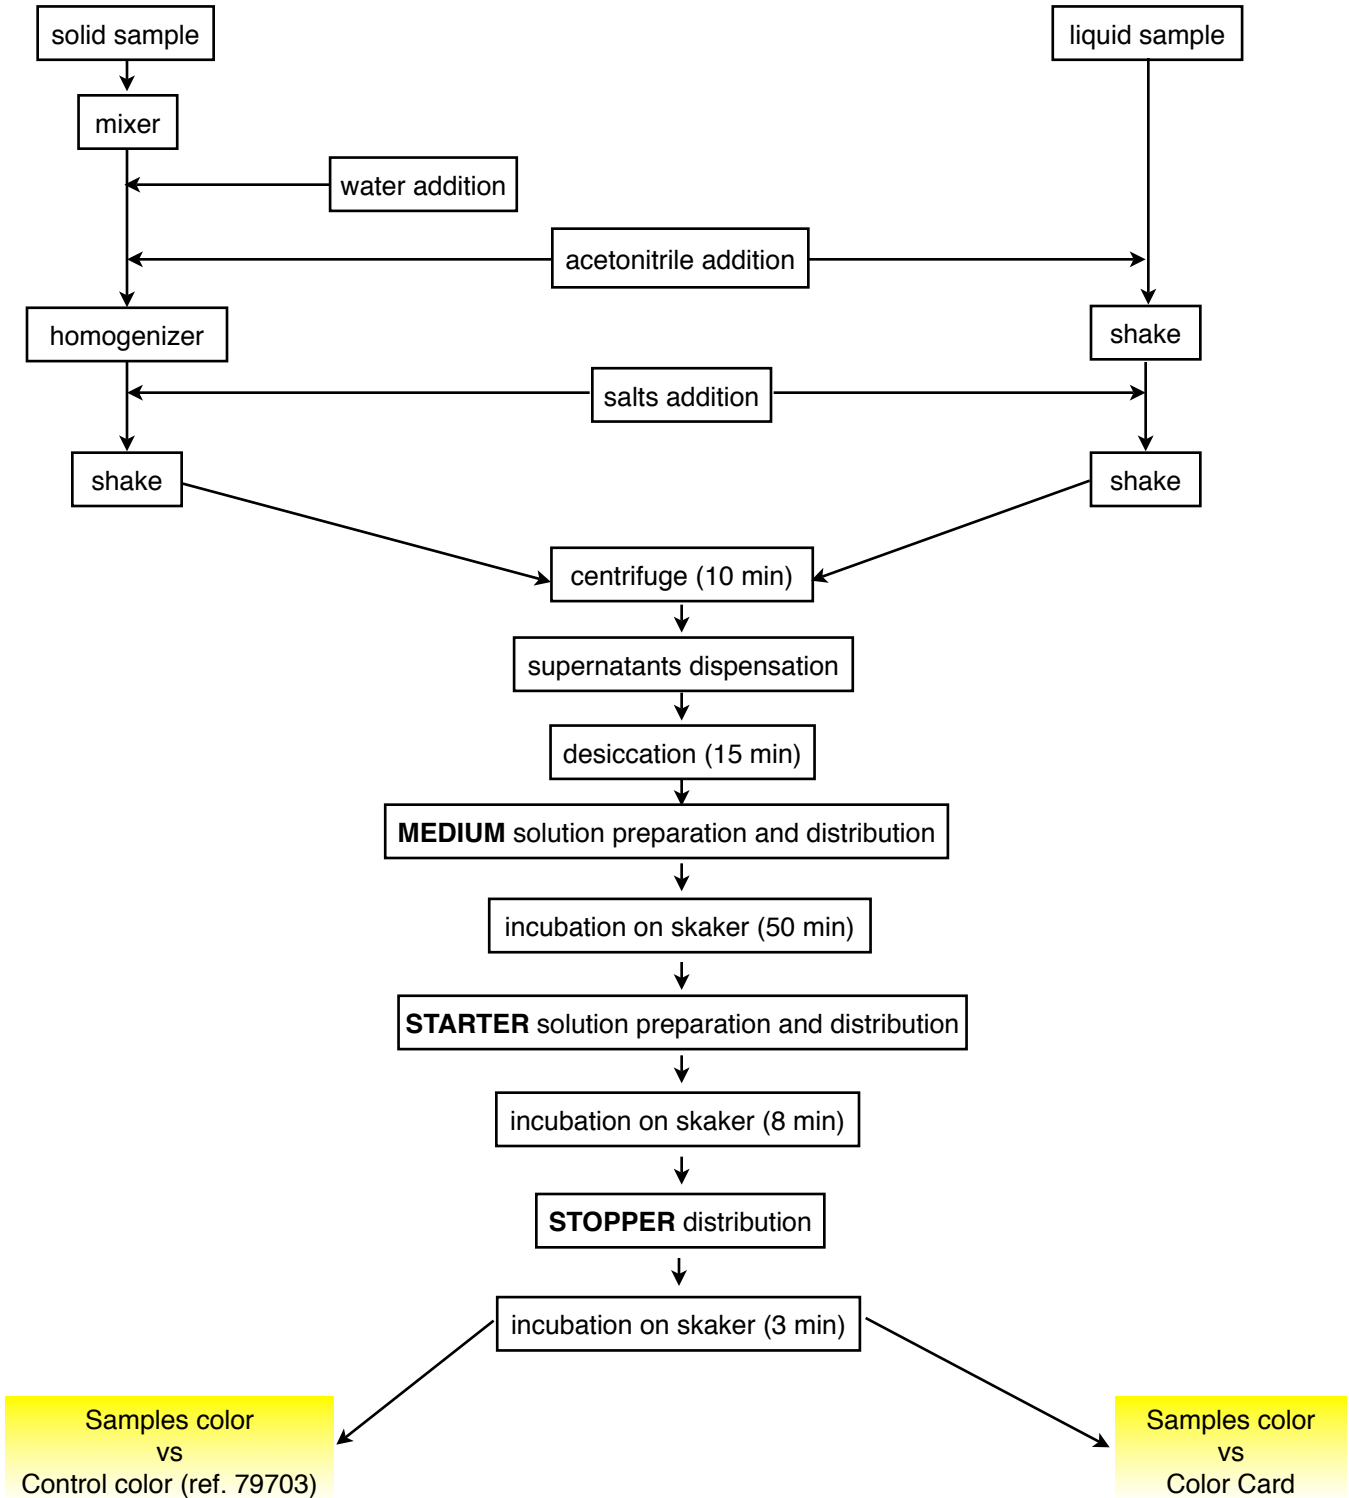 solid sample
liquid sample
mixer
water addition
acetonitrile addition
homogenizer
shake
salts addition
shake
shake
centrifuge (10 min)
supernatants dispensation
desiccation (15 min)
MEDIUM solution preparation and distribution
incubation on skaker (50 min)
STARTER solution preparation and distribution
incubation on skaker (8 min)
STOPPER distribution
incubation on skaker (3 min)
Samples color
vs
Control color (ref. 79703)
Samples color
vs
Color Card